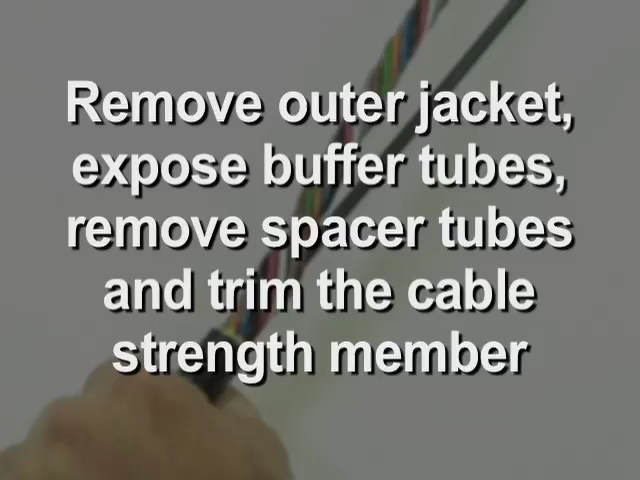 Remove outer jacket,
expose buffer tubes,
remove spacer tubes
and trim the cable
strength member